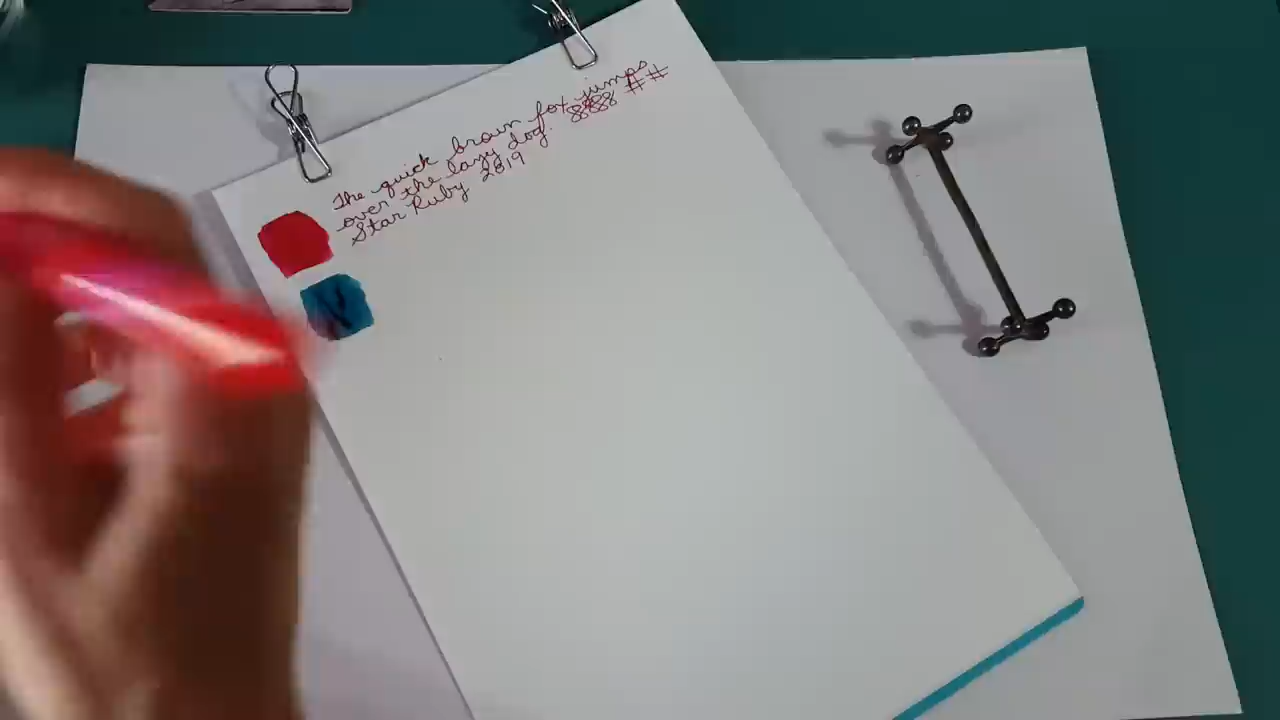 The quick brown fox jumps
over the lazy dog. 8888 ##
Star Ruby 2819